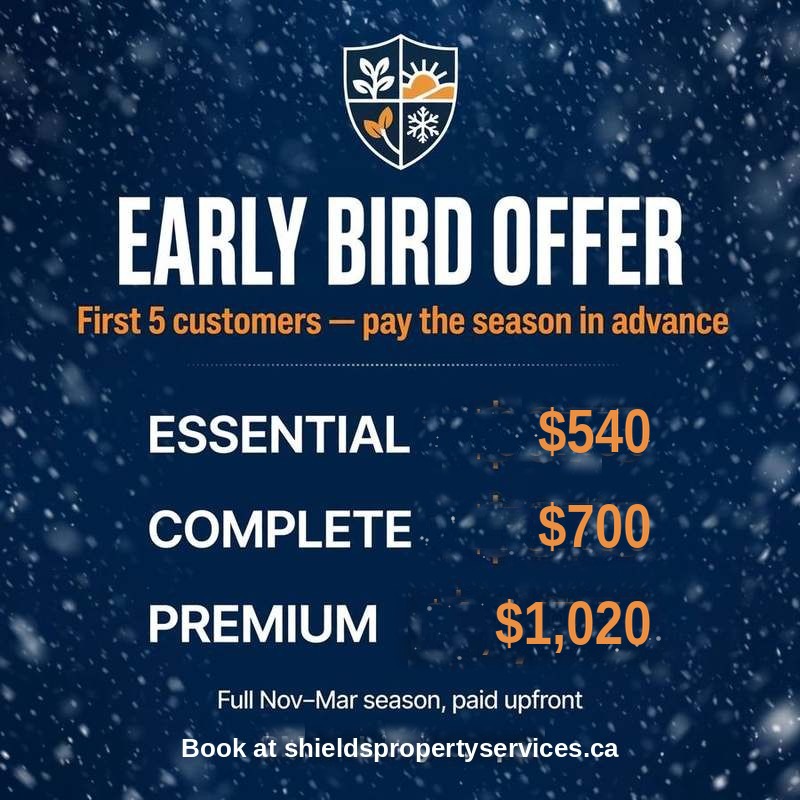 EARLY BIRD OFFER
First 5 customers — pay the season in advance
ESSENTIAL $540
COMPLETE $700
PREMIUM $1,020
Full Nov–Mar season, paid upfront
Book at shieldspropertyservices.ca